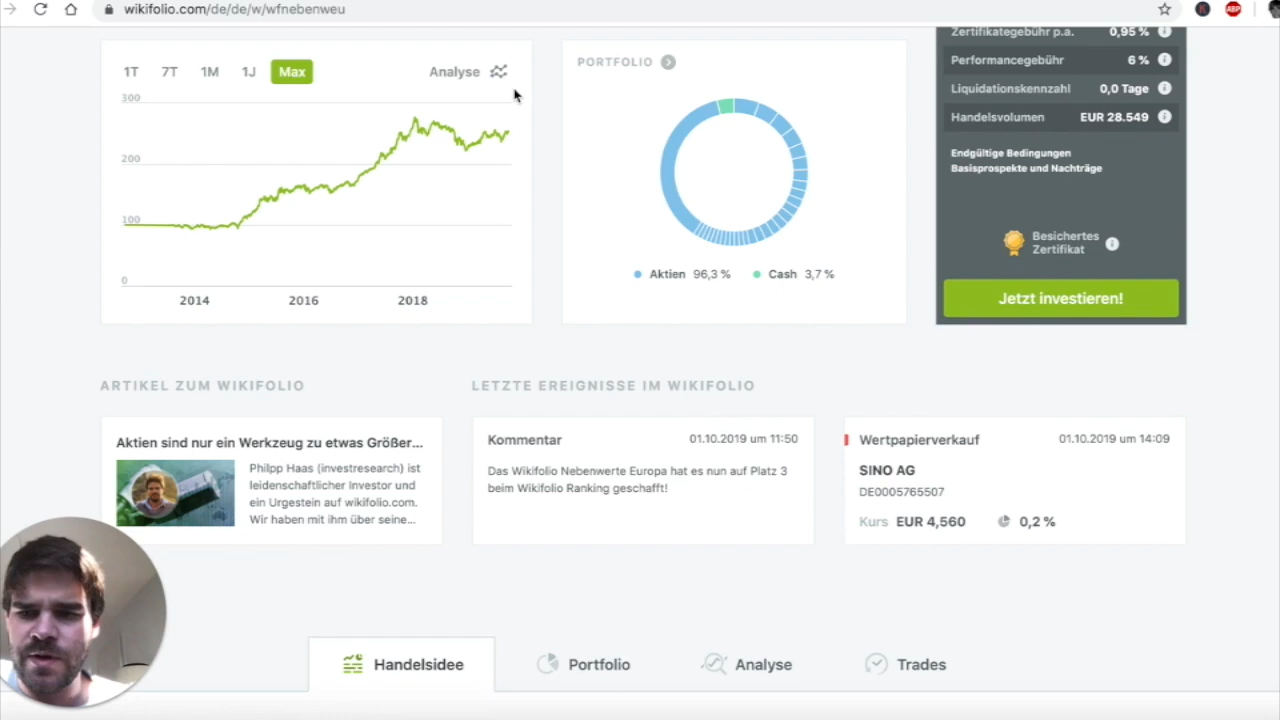 wikifolio.com/de/de/w/wfnebenweu
ABP
1T 7T 1M 1J Max Analyse
300
200
100
0
2014 2016 2018
PORTFOLIO
Aktien 96,3 % Cash 3,7 %
Zertifikategebühr p.a. 0,95 %
Performancegebühr 6 %
Liquidationskennzahl 0,0 Tage
Handelsvolumen EUR 28.549
Endgültige Bedingungen
Basisprospekte und Nachträge
Besichertes
Zertifikat
Jetzt investieren!
ARTIKEL ZUM WIKIFOLIO
Aktien sind nur ein Werkzeug zu etwas Größer...
Philpp Haas (investresearch) ist
leidenschaftlicher Investor und
ein Urgestein auf wikifolio.com.
Wir haben mit ihm über seine...
LETZTE EREIGNISSE IM WIKIFOLIO
Kommentar 01.10.2019 um 11:50
Das Wikifolio Nebenwerte Europa hat es nun auf Platz 3
beim Wikifolio Ranking geschafft!
Wertpapierverkauf 01.10.2019 um 14:09
SINO AG
DE0005765507
Kurs EUR 4,560 0,2 %
Handelsidee Portfolio Analyse Trades